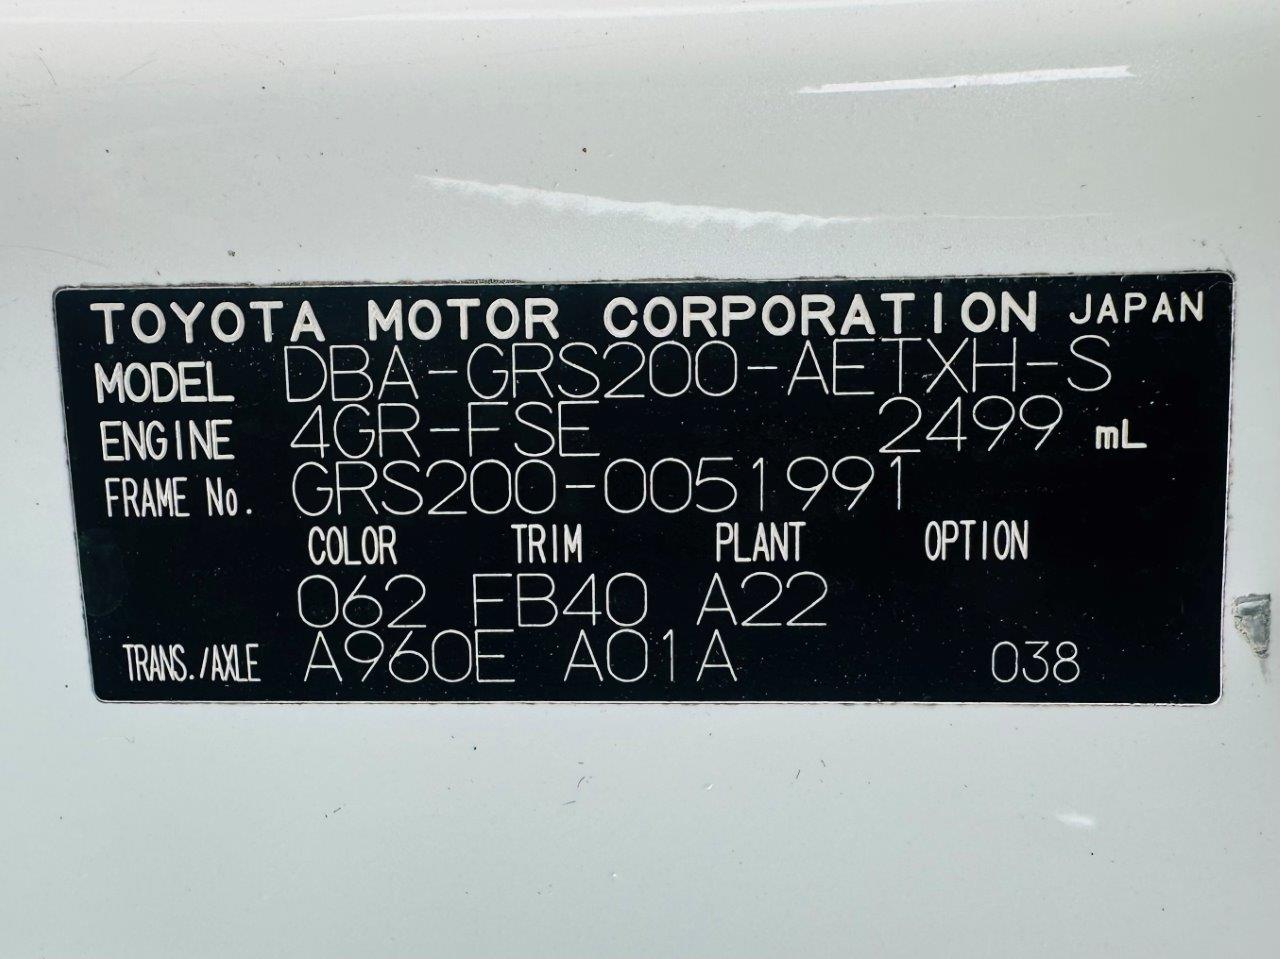 TOYOTA MOTOR CORPORATION JAPAN
MODEL DBA-GRS200-AETXH-S
ENGINE 4GR-FSE 2499 mL
FRAME No. GRS200-0051991
COLOR TRIM PLANT OPTION
062 FB40 A22
TRANS./AXLE A960E A01A 038